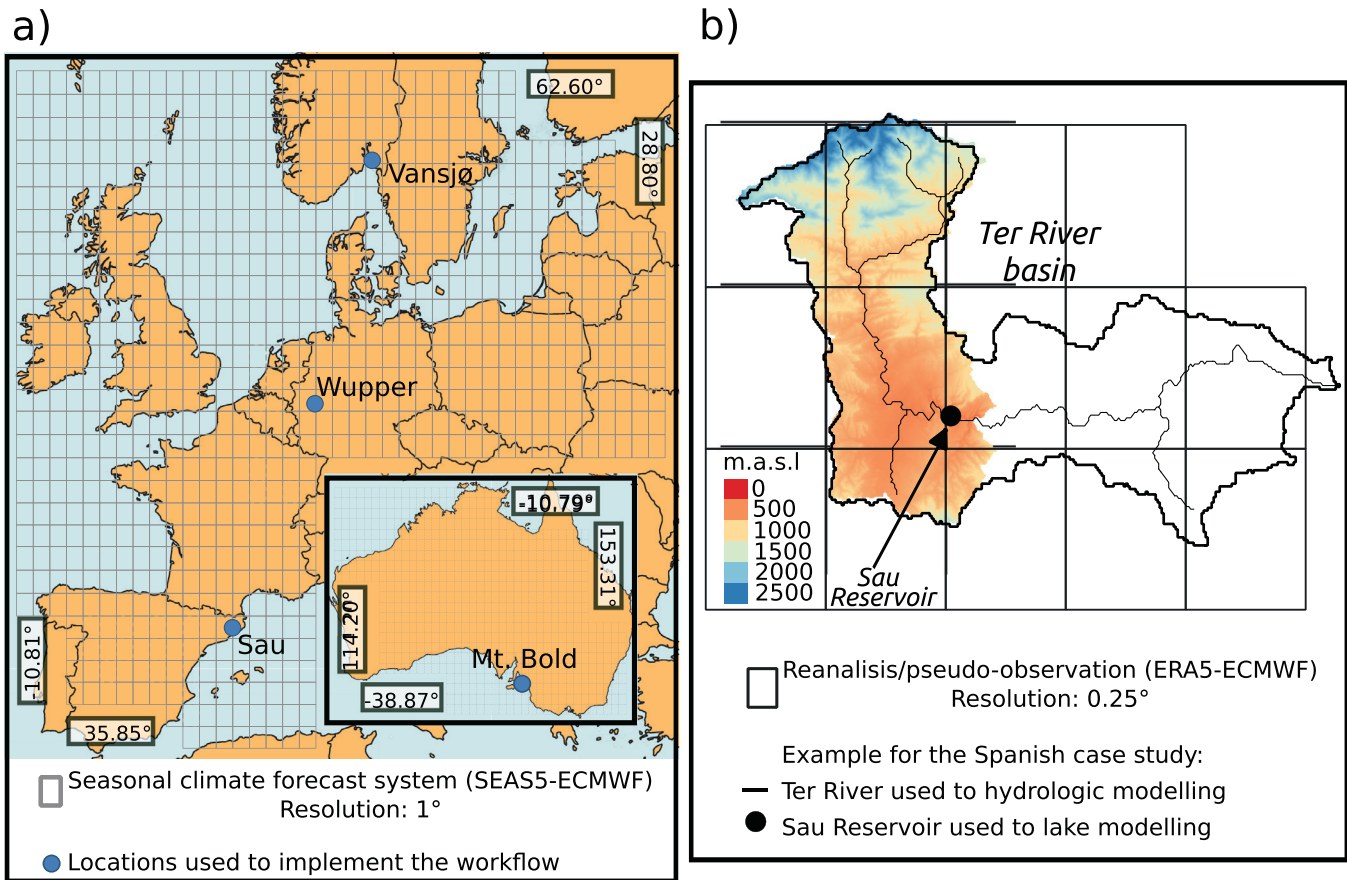 a)
62.60°
28.80°
Vansjø
Wupper
Sau
-10.81°
35.85°
-10.79°
153.31°
114.20°
Mt. Bold
-38.87°
Seasonal climate forecast system (SEAS5-ECMWF)
Resolution: 1°
Locations used to implement the workflow
b)
Ter River
basin
m.a.s.l
0
500
1000
1500
2000
2500
Sau
Reservoir
Reanalisis/pseudo-observation (ERA5-ECMWF)
Resolution: 0.25°
Example for the Spanish case study:
Ter River used to hydrologic modelling
Sau Reservoir used to lake modelling